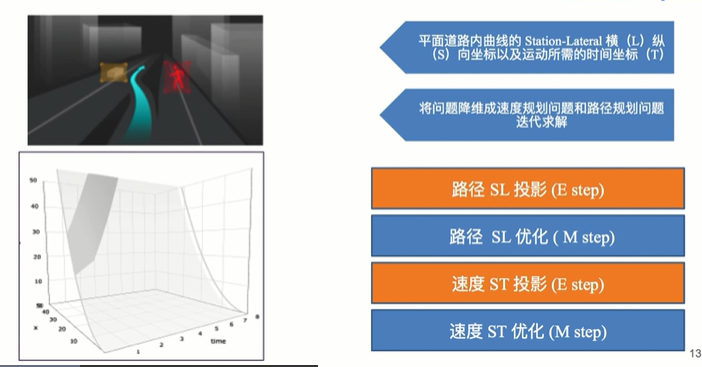 平面道路内曲线的 Station-Lateral 横（L）纵
（S）向坐标以及运动所需的时间坐标（T）
将问题降维成速度规划问题和路径规划问题
迭代求解
路径 SL 投影 (E step)
路径 SL 优化 ( M step)
速度 ST 投影 (E step)
速度 ST 优化 (M step)
50
40
30
20
10
50
40
30
20
10
x
1
2
3
4
5
6
7
8
time
13